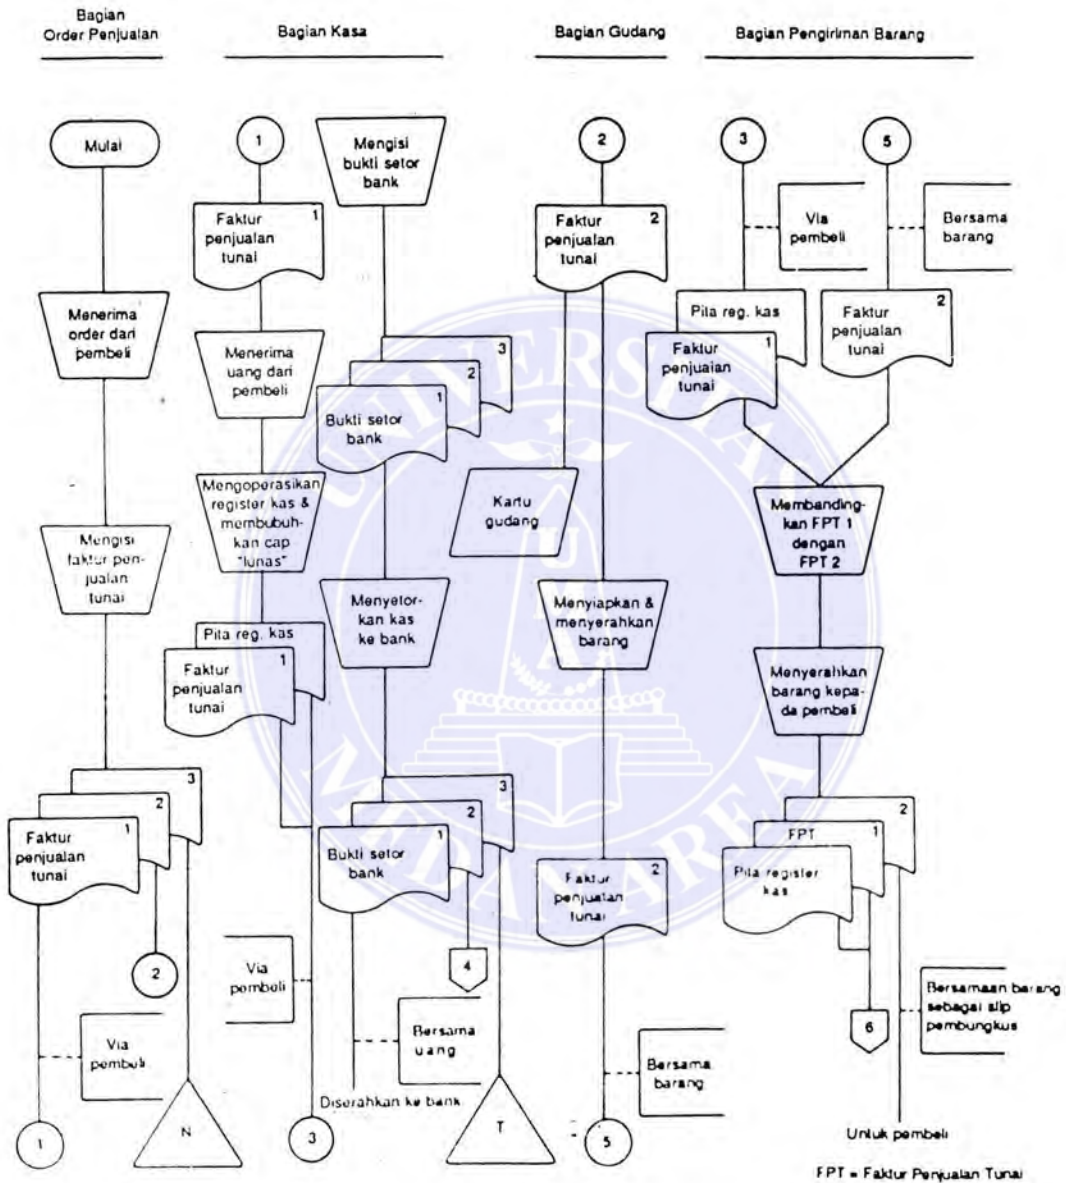 Bagian
Order Penjualan
Bagian Kasa
Bagian Gudang
Bagian Pengiriman Barang
Mulai
Menerima
order dari
pembeli
Mengisi
faktur pen-
jualan
tunai
3
2
1
Faktur
penjualan
tunai
2
Via
pembeli
N
1
1
1
Faktur
penjualan
tunai
Menerima
uang dari
pembeli
Mengoperasikan
register kas &
membubuh-
kan cap
"lunas"
Pita reg. kas
1
Faktur
penjualan
tunai
Via
pembeli
3
Mengisi
bukti setor
bank
3
2
1
Bukti setor
bank
Menyetor-
kan kas
ke bank
3
2
1
Bukti setor
bank
4
Bersama
uang
Diserahkan ke bank
T
2
2
Faktur
penjualan
tunai
Kartu
gudang
Menyiapkan &
menyerahkan
barang
2
Faktur
penjualan
tunai
Bersama
barang
5
3
5
Via
pembeli
Bersama
barang
Pita reg. kas
1
Faktur
penjualan
tunai
2
Faktur
penjualan
tunai
Membanding-
kan FPT 1
dengan
FPT 2
Menyerahkan
barang kepa-
da pembeli
2
FPT 1
Pita register
kas
6
Bersamaan barang
sebagai slip
pembungkus
Untuk pembeli
FPT = Faktur Penjualan Tunai
UNIVERSITAS
UMA
MEDAN AREA